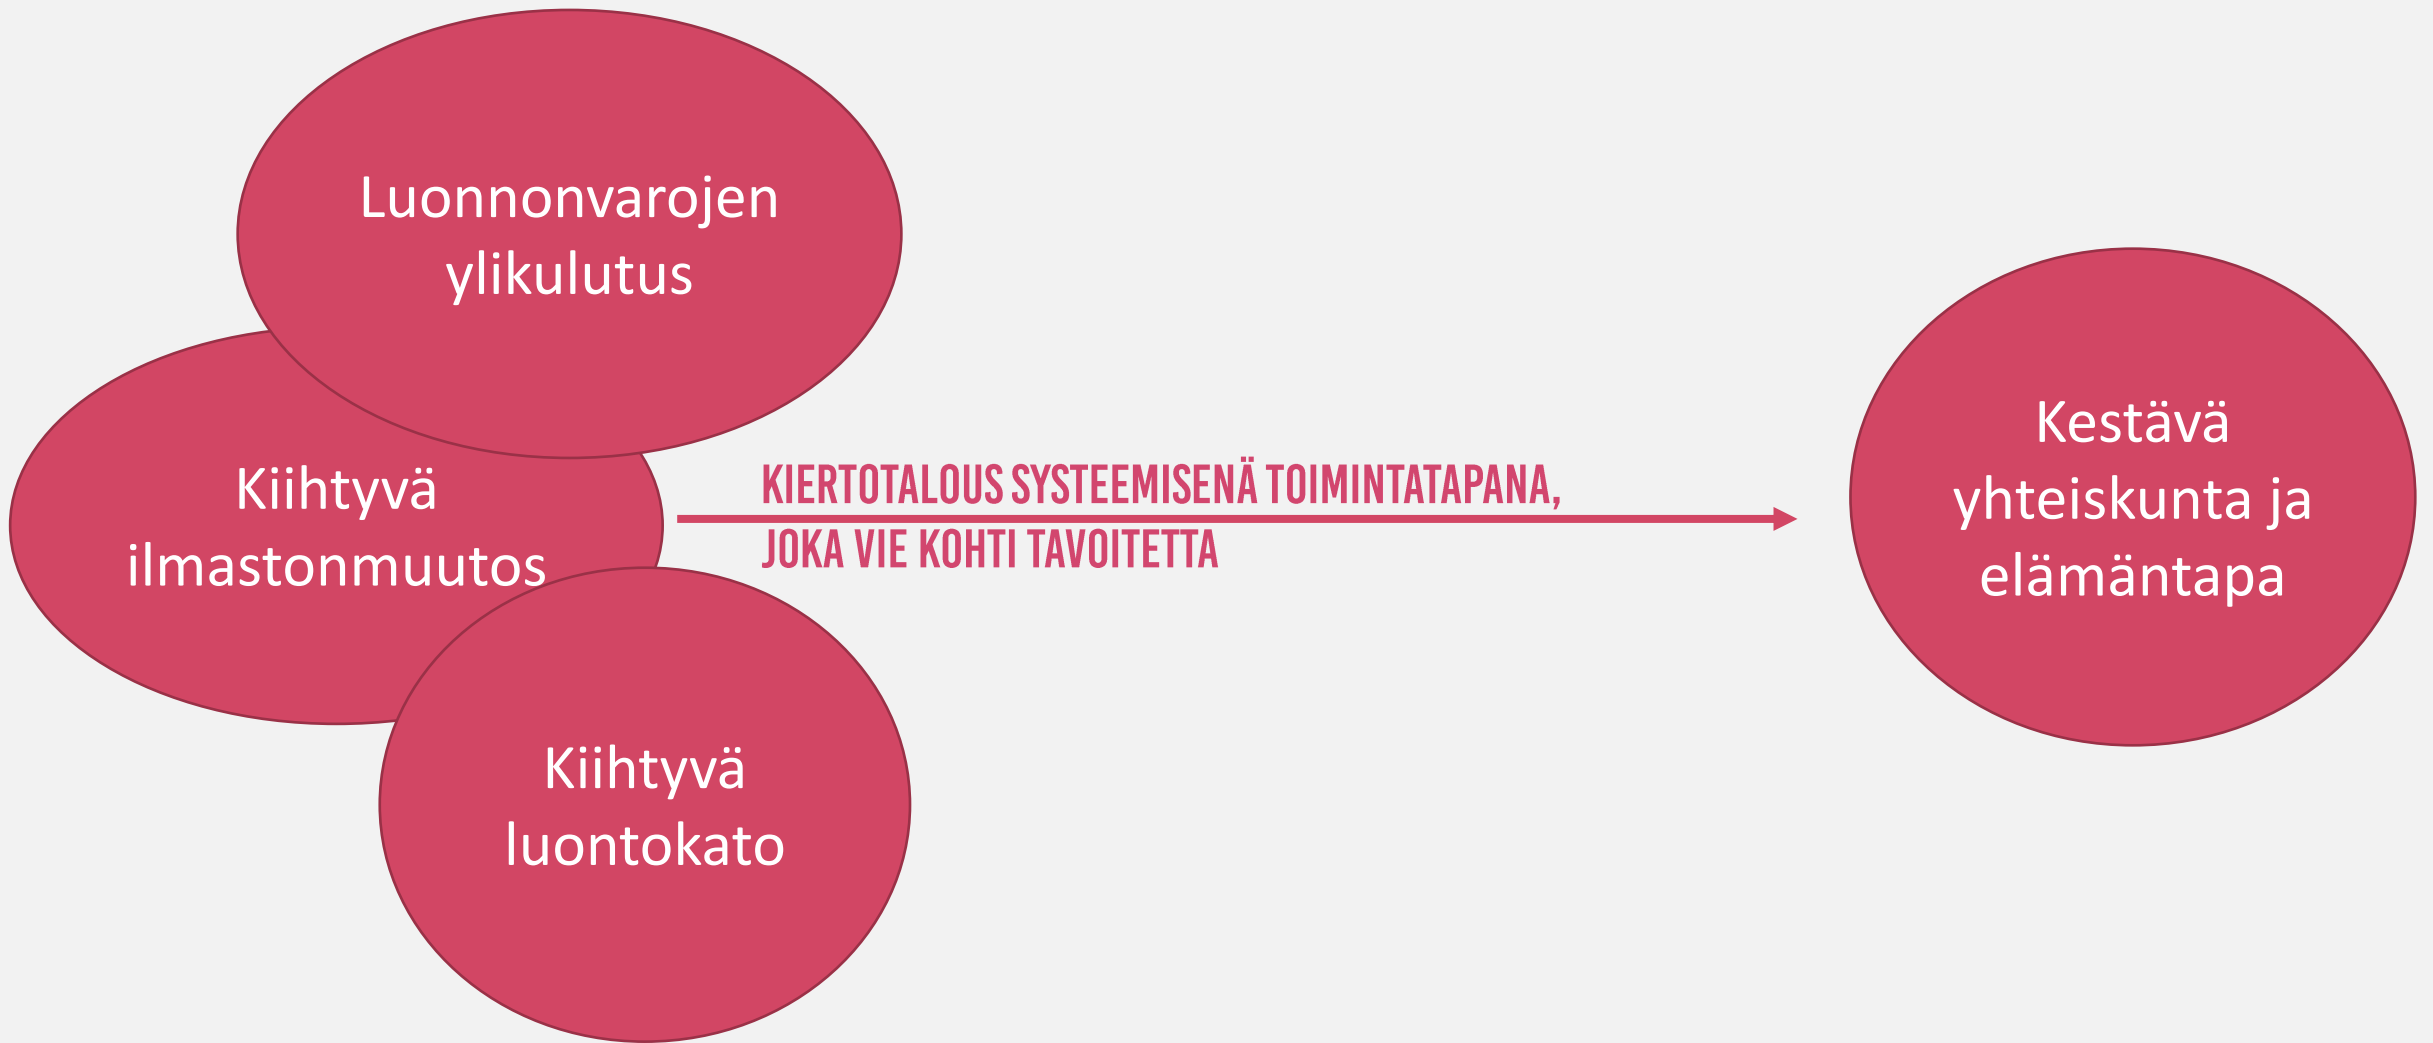 Luonnonvarojen
ylikulutus
Kiihtyvä
ilmastonmuutos
KIERTOTALOUS SYSTEEMISENÄ TOIMINTATAPANA,
JOKA VIE KOHTI TAVOITETTA
Kiihtyvä
luontokato
Kestävä
yhteiskunta ja
elämäntapa